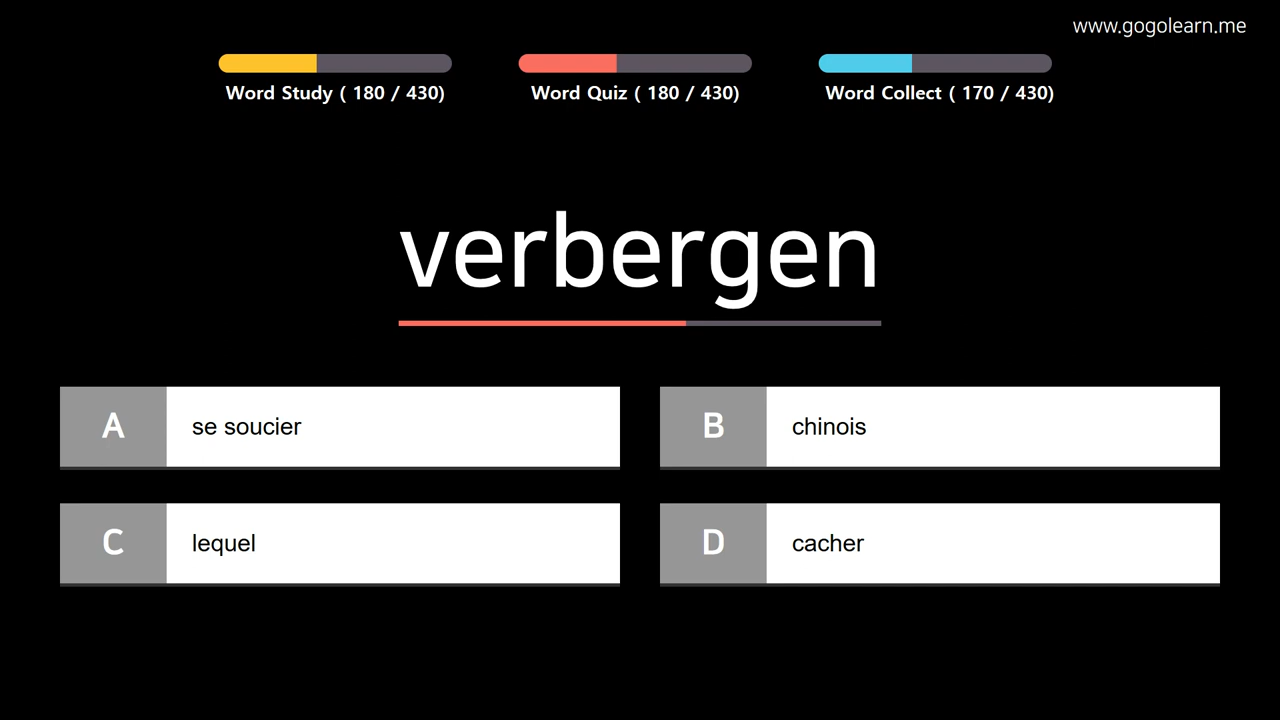 www.gogolearn.me
Word Study ( 180 / 430)
Word Quiz ( 180 / 430)
Word Collect ( 170 / 430)
verbergen
A se soucier
B chinois
C lequel
D cacher